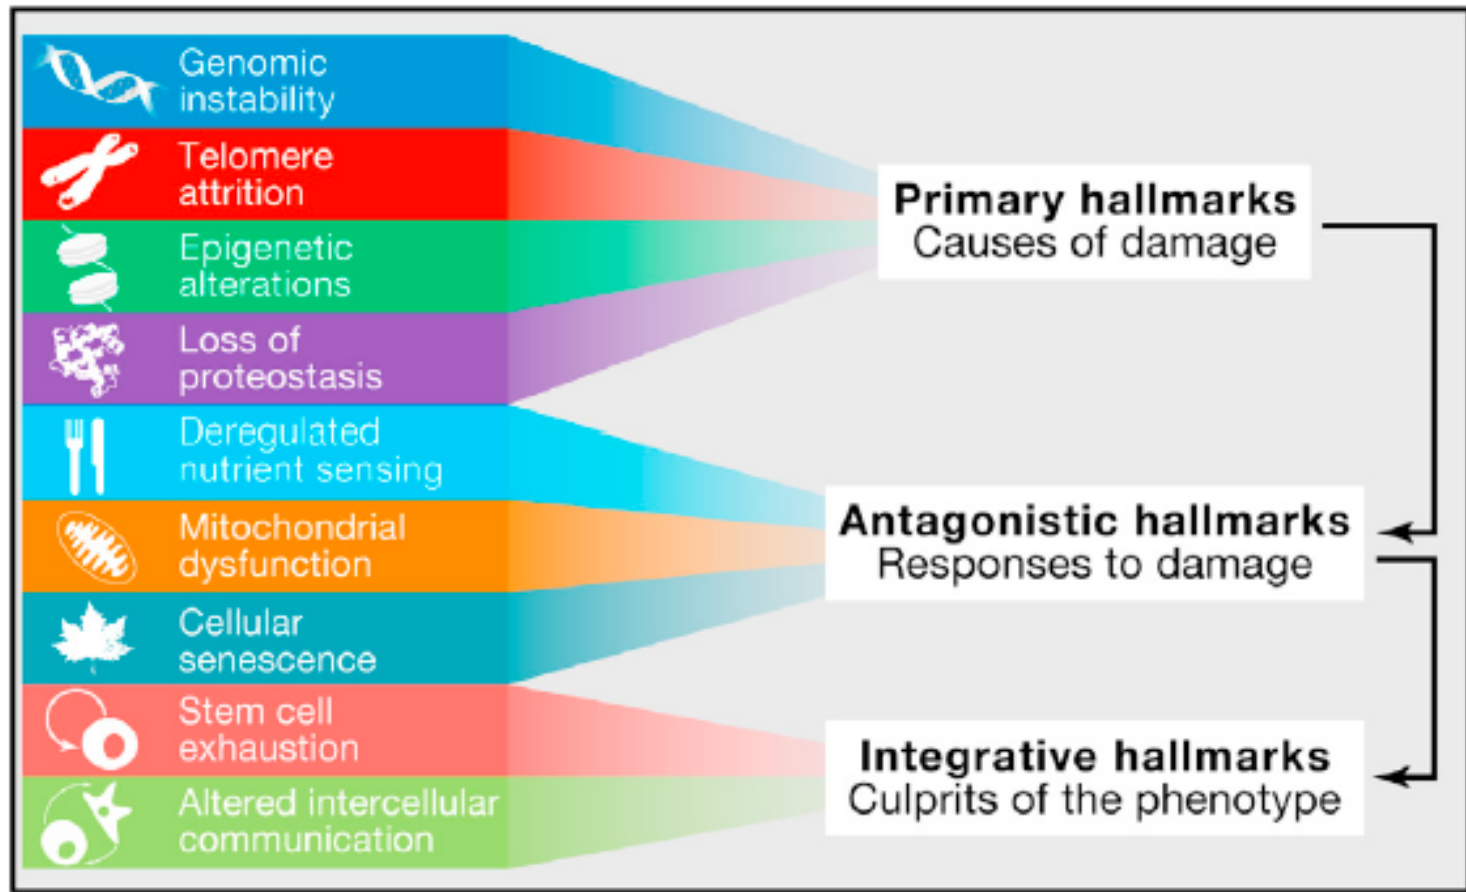 Genomic
instability
Telomere
attrition
Epigenetic
alterations
Loss of
proteostasis
Deregulated
nutrient sensing
Mitochondrial
dysfunction
Cellular
senescence
Stem cell
exhaustion
Altered intercellular
communication
Primary hallmarks
Causes of damage
Antagonistic hallmarks
Responses to damage
Integrative hallmarks
Culprits of the phenotype